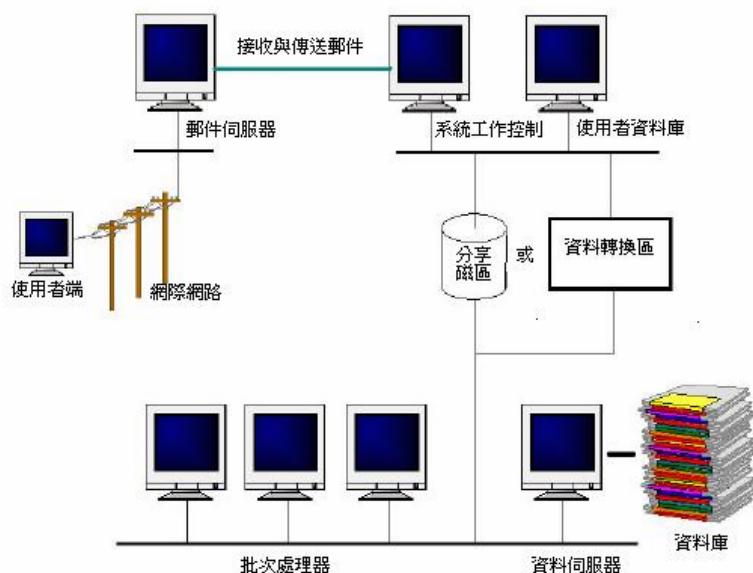 接收與傳送郵件
郵件伺服器
系統工作控制
使用者資料庫
分享
磁區
或
資料轉換區
使用者端
網際網路
批次處理器
資料伺服器
資料庫